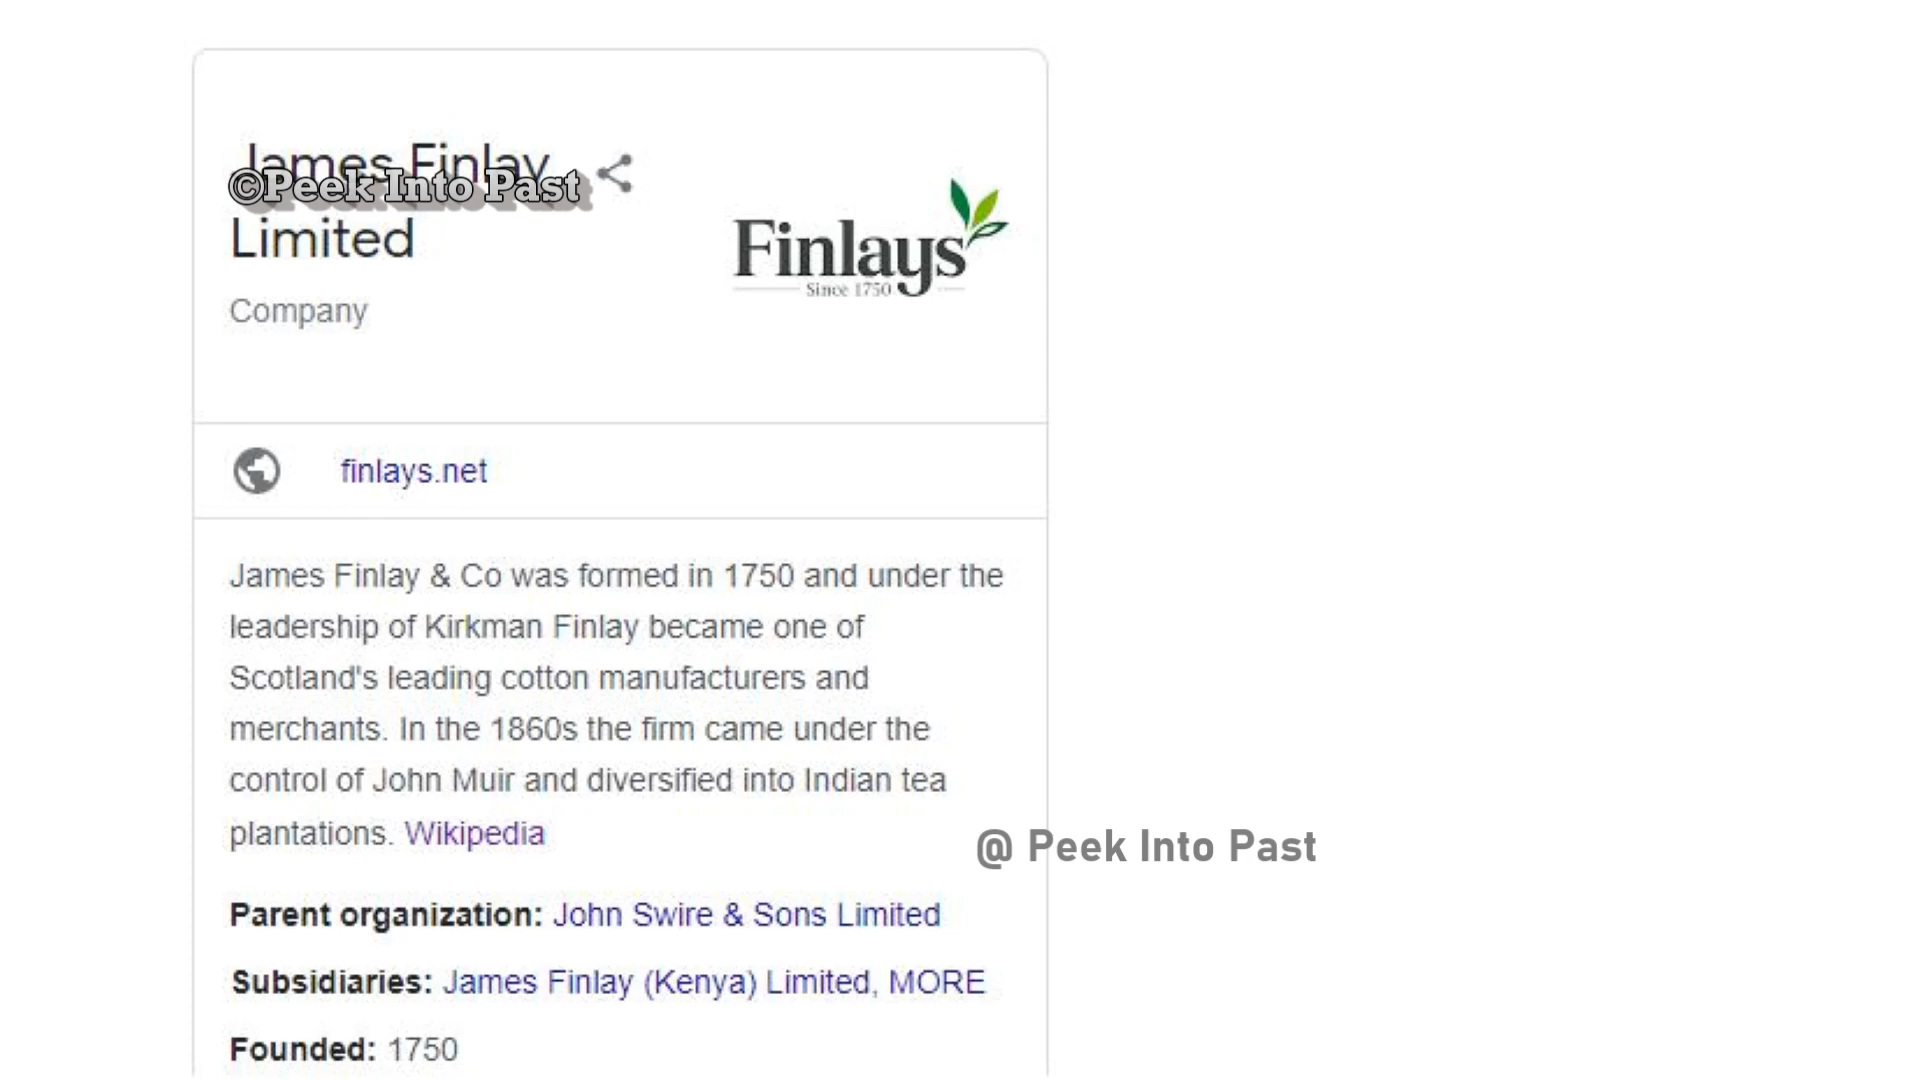 James Finlay
©Peek Into Past
Limited
Company
Finlays
Since 1750
finlays.net
James Finlay & Co was formed in 1750 and under the
leadership of Kirkman Finlay became one of
Scotland's leading cotton manufacturers and
merchants. In the 1860s the firm came under the
control of John Muir and diversified into Indian tea
plantations. Wikipedia
@ Peek Into Past
Parent organization: John Swire & Sons Limited
Subsidiaries: James Finlay (Kenya) Limited, MORE
Founded: 1750